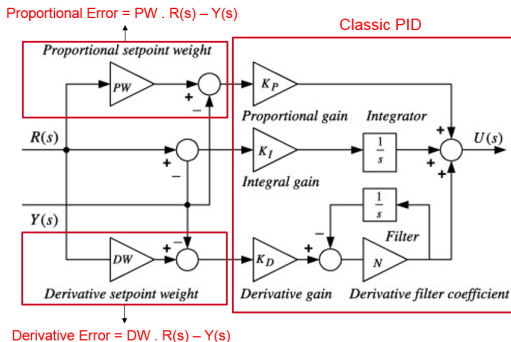 Proportional Error = PW . R(s) – Y(s)
Classic PID
Proportional setpoint weight
PW
+
−
K_P
Proportional gain
Integrator
R(s)
+
−
K_I
1/s
+
+
+
U(s)
Integral gain
Y(s)
1/s
−
Filter
DW
+
−
K_D
+
N
Derivative setpoint weight
Derivative gain
Derivative filter coefficient
Derivative Error = DW . R(s) – Y(s)